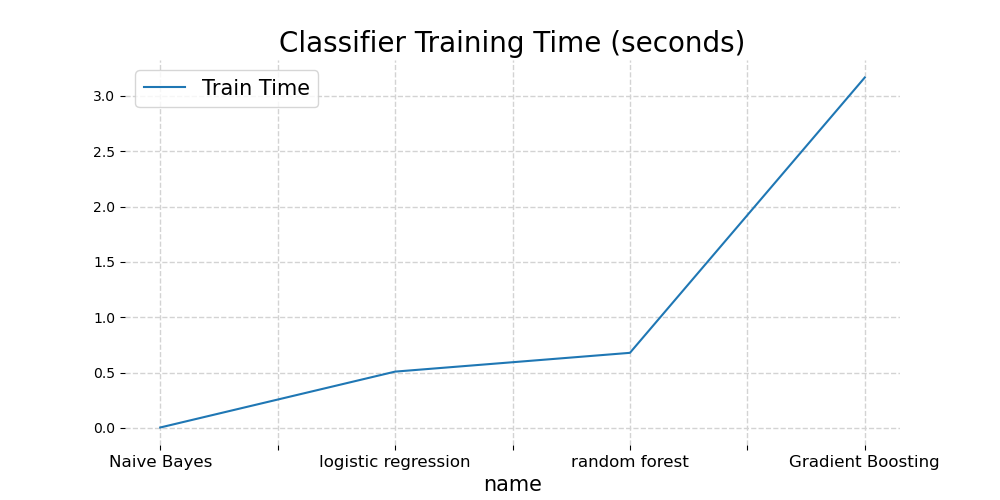 Classifier Training Time (seconds)
Train Time
3.0
2.5
2.0
1.5
1.0
0.5
0.0
Naive Bayes logistic regression random forest Gradient Boosting
name